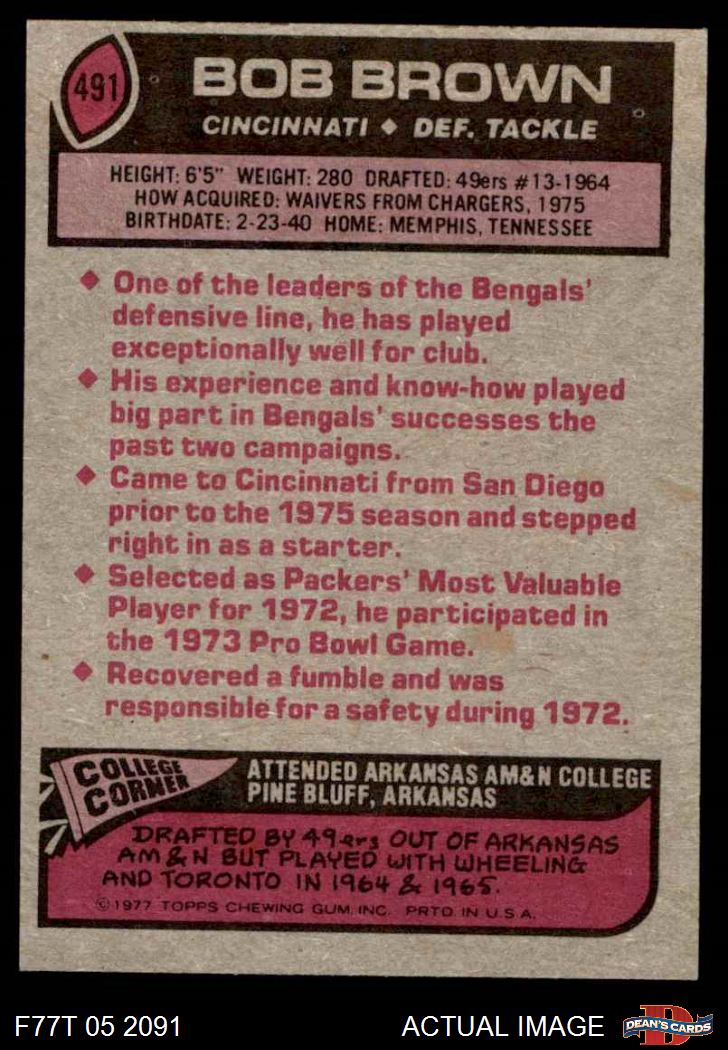 491
BOB BROWN
CINCINNATI ◆ DEF. TACKLE
HEIGHT: 6'5" WEIGHT: 280 DRAFTED: 49ers #13-1964
HOW ACQUIRED: WAIVERS FROM CHARGERS, 1975
BIRTHDATE: 2-23-40 HOME: MEMPHIS, TENNESSEE
◆ One of the leaders of the Bengals'
defensive line, he has played
exceptionally well for club.
◆ His experience and know-how played
big part in Bengals' successes the
past two campaigns.
◆ Came to Cincinnati from San Diego
prior to the 1975 season and stepped
right in as a starter.
◆ Selected as Packers' Most Valuable
Player for 1972, he participated in
the 1973 Pro Bowl Game.
◆ Recovered a fumble and was
responsible for a safety during 1972.
COLLEGE
CORNER
ATTENDED ARKANSAS AM&N COLLEGE
PINE BLUFF, ARKANSAS
DRAFTED BY 49ers OUT OF ARKANSAS
AM & N BUT PLAYED WITH WHEELING
AND TORONTO IN 1964 & 1965.
© 1977 TOPPS CHEWING GUM, INC. PRTD IN U.S.A.
F77T 05 2091
ACTUAL IMAGE
D
DEAN'S CARDS